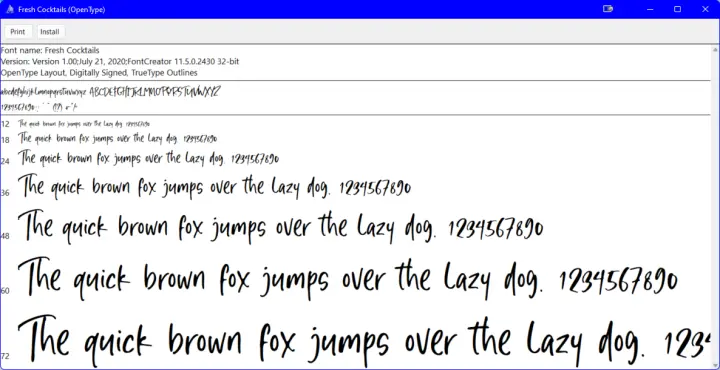 Fresh Cocktails (OpenType)
Print Install
Font name: Fresh Cocktails
Version: Version 1.00;July 21, 2020;FontCreator 11.5.0.2430 32-bit
OpenType Layout, Digitally Signed, TrueType Outlines
abcdefghijklmnopqrstuvwxyz ABCDEFGHIJKLMNOPQRSTUVWXYZ
1234567890
12 The quick brown fox jumps over the lazy dog. 1234567890
18 The quick brown fox jumps over the lazy dog. 1234567890
24 The quick brown fox jumps over the lazy dog. 1234567890
36 The quick brown fox jumps over the lazy dog. 1234567890
48 The quick brown fox jumps over the lazy dog. 1234567890
60 The quick brown fox jumps over the lazy dog. 1234567890
72 The quick brown fox jumps over the lazy dog. 123